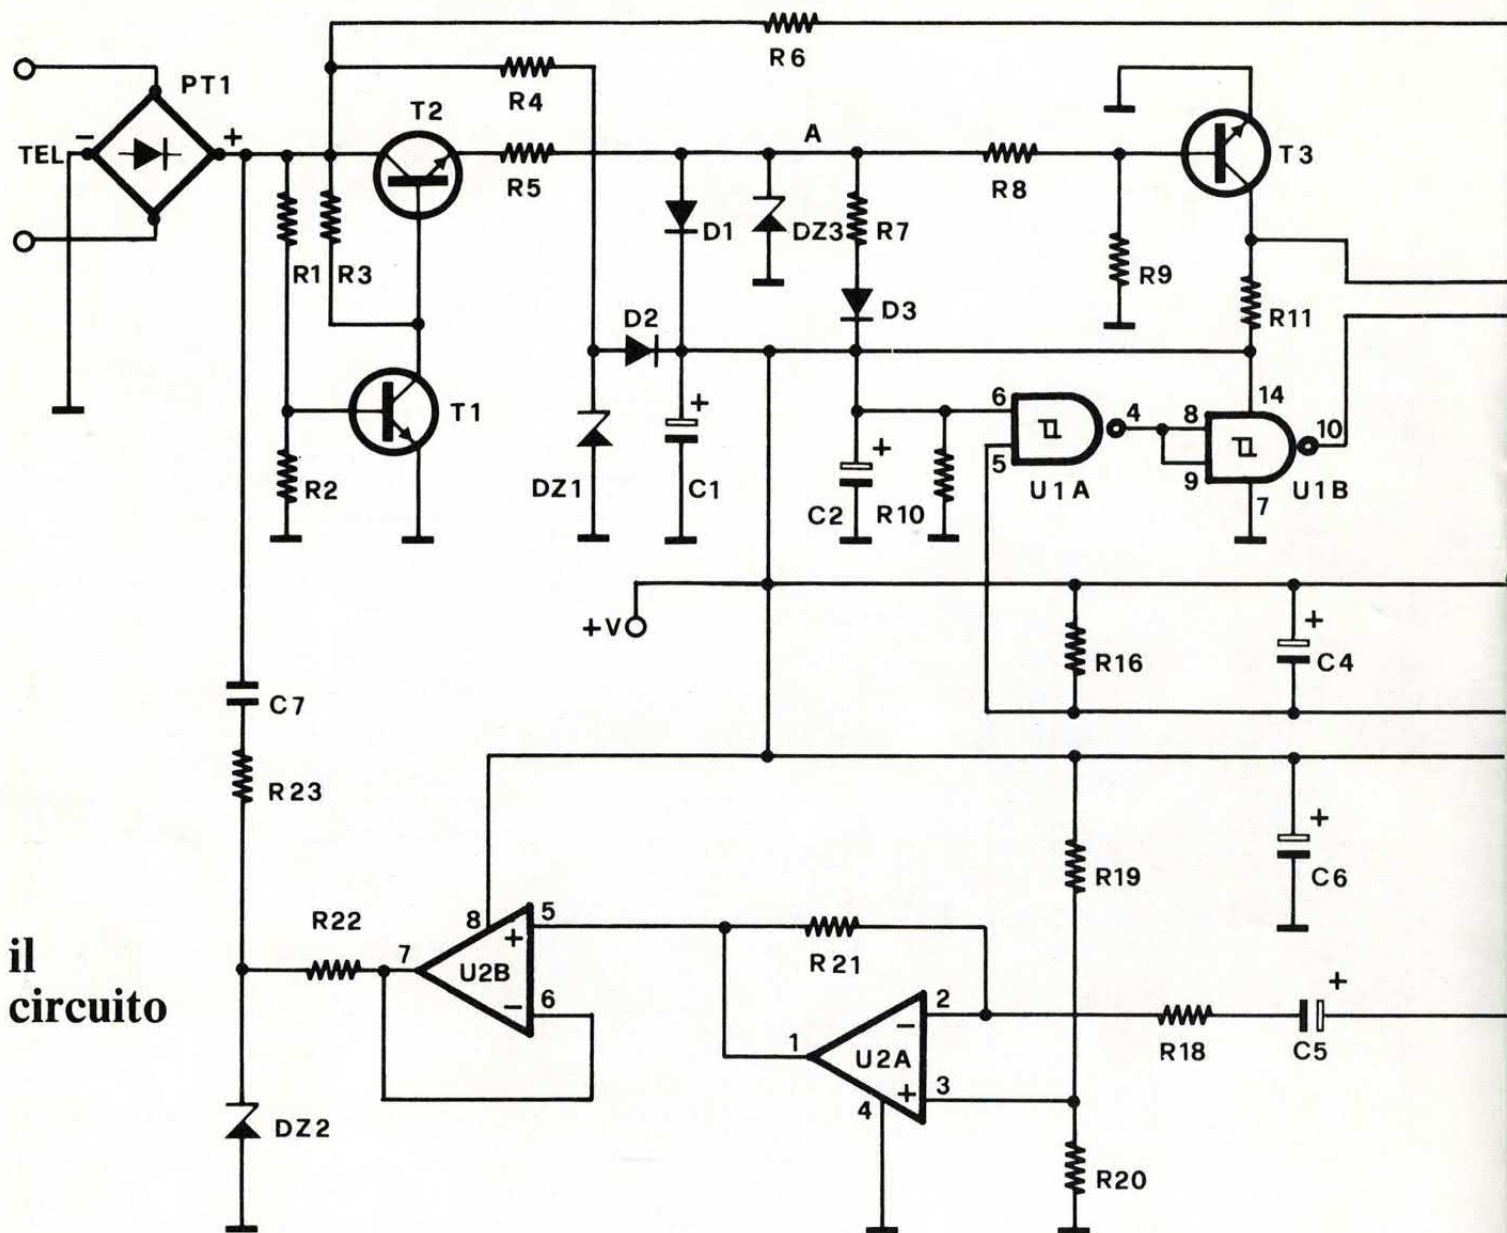 R6
PT1
R4
T2
+
-
TEL
A
R5
R8
T3
D1
DZ3
R7
R1
R3
R9
D2
D3
R11
+
T1
6
4
14
8
10
5
9
+
R2
DZ1
C1
C2
R10
U1A
U1B
7
+V
+
R16
C4
C7
R23
+
R19
C6
R22
8
5
+
7
U2B
R21
-
6
2
+
-
1
U2A
R18
C5
+
3
4
DZ2
R20
il
circuito